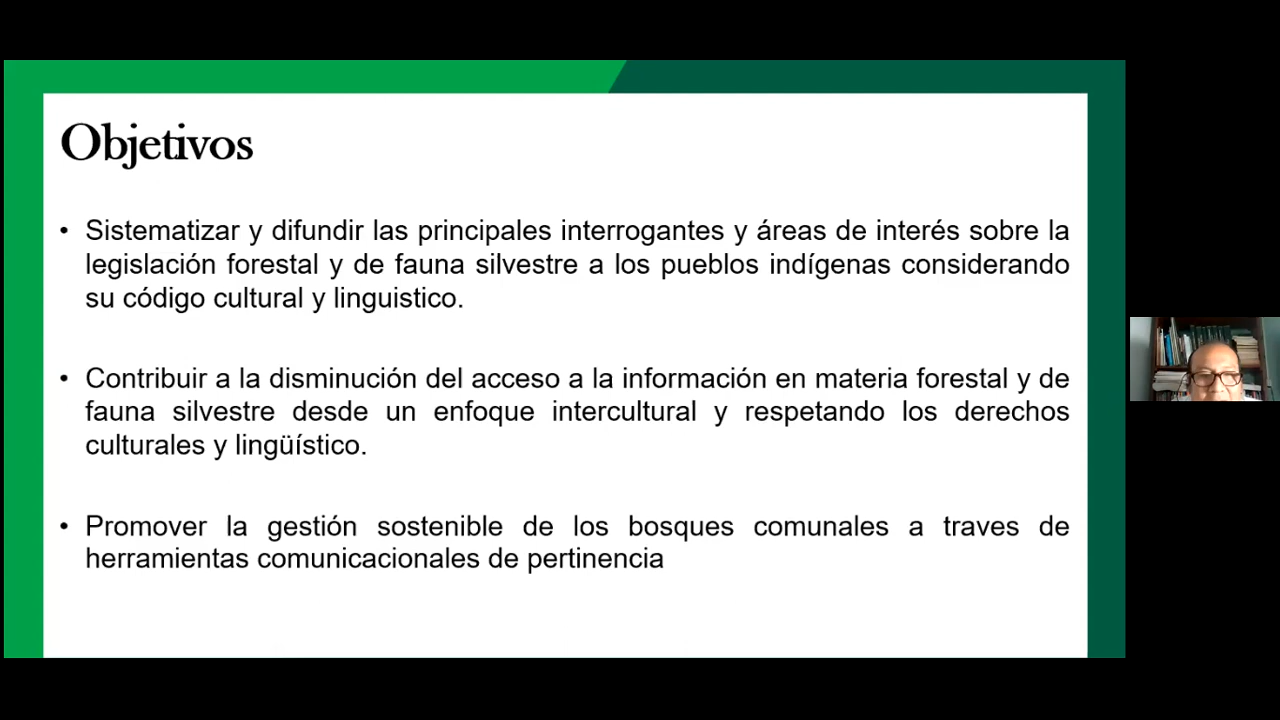 Objetivos
• Sistematizar y difundir las principales interrogantes y áreas de interés sobre la
legislación forestal y de fauna silvestre a los pueblos indígenas considerando
su código cultural y linguistico.
• Contribuir a la disminución del acceso a la información en materia forestal y de
fauna silvestre desde un enfoque intercultural y respetando los derechos
culturales y lingüístico.
• Promover la gestión sostenible de los bosques comunales a traves de
herramientas comunicacionales de pertinencia